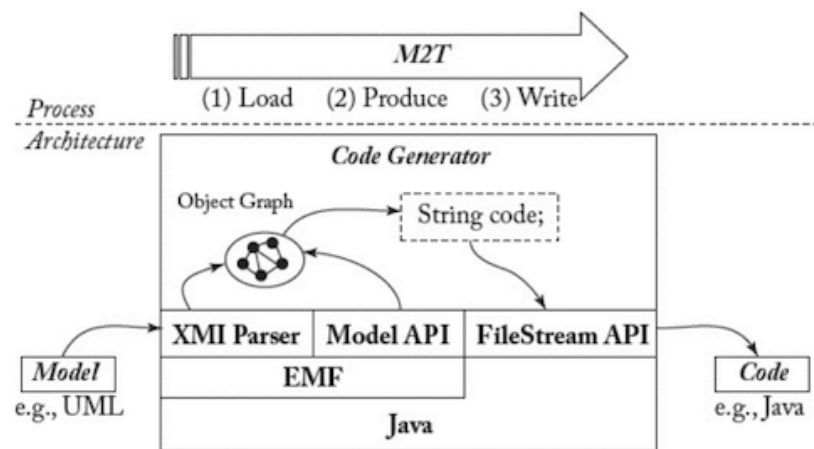 M2T
(1) Load (2) Produce (3) Write
Process
Architecture
Code Generator
Object Graph
String code;
XMI Parser Model API FileStream API
Model
e.g., UML
EMF
Java
Code
e.g., Java